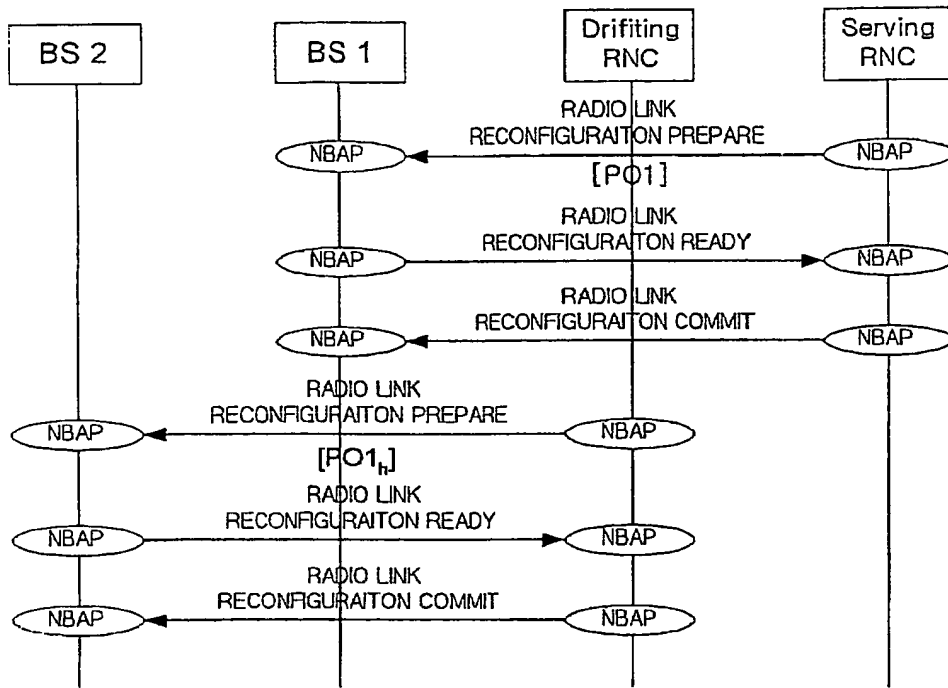 BS 2
BS 1
Drifiting
RNC
Serving
RNC
RADIO LINK
RECONFIGURAITON PREPARE
NBAP
NBAP
[PO1]
RADIO LINK
RECONFIGURAITON READY
NBAP
NBAP
RADIO LINK
RECONFIGURAITON COMMIT
NBAP
NBAP
RADIO LINK
RECONFIGURAITON PREPARE
NBAP
NBAP
[PO1h]
RADIO LINK
RECONFIGURAITON READY
NBAP
NBAP
RADIO LINK
RECONFIGURAITON COMMIT
NBAP
NBAP